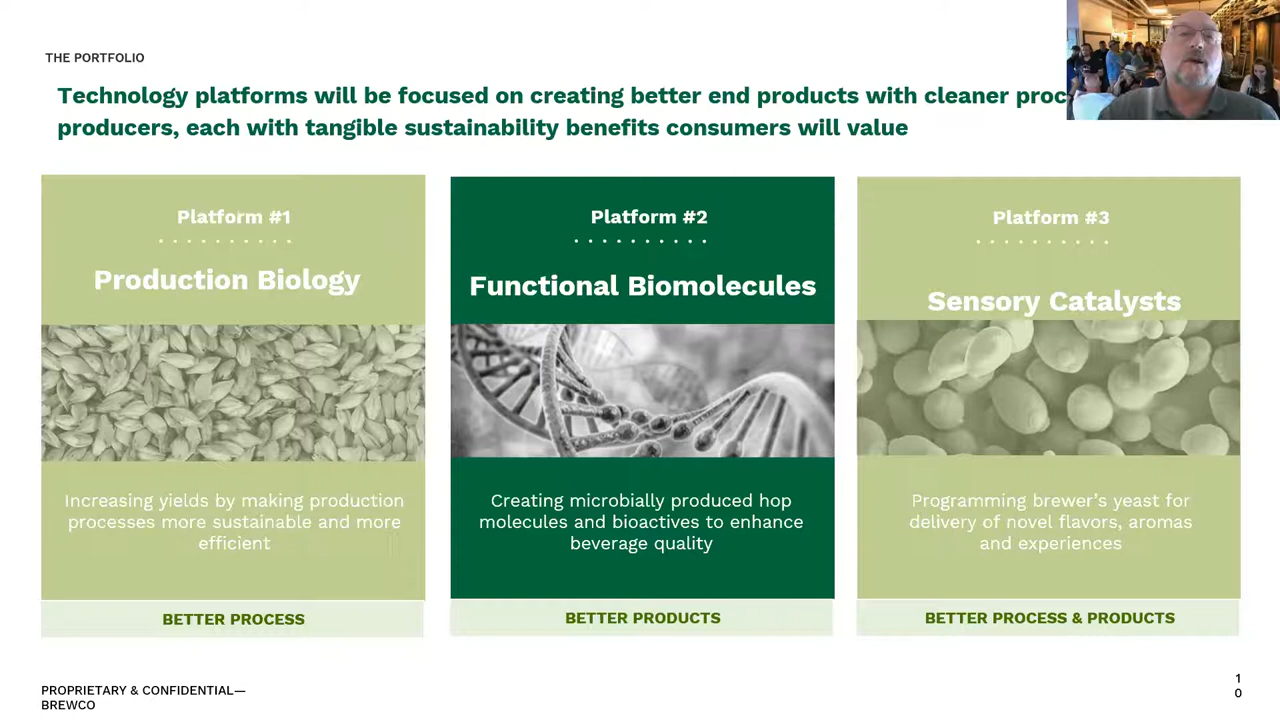 THE PORTFOLIO
Technology platforms will be focused on creating better end products with cleaner
producers, each with tangible sustainability benefits consumers will value
Platform #1
Production Biology
Increasing yields by making production
processes more sustainable and more
efficient
BETTER PROCESS
Platform #2
Functional Biomolecules
Creating microbially produced hop
molecules and bioactives to enhance
beverage quality
BETTER PRODUCTS
Platform #3
Sensory Catalysts
Programming brewer's yeast for
delivery of novel flavors, aromas
and experiences
BETTER PROCESS & PRODUCTS
PROPRIETARY & CONFIDENTIAL—
BREWCO
1
0